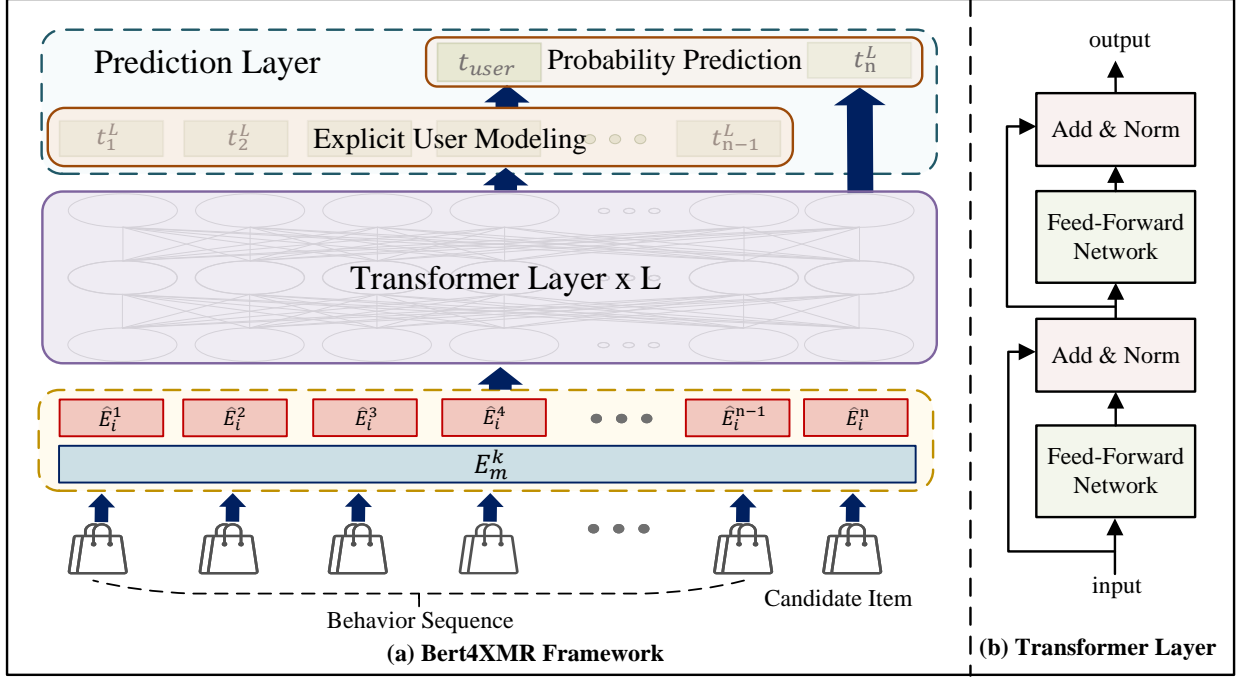 Prediction Layer
t_user Probability Prediction t_n^L
t_1^L t_2^L Explicit User Modeling t_{n-1}^L
Transformer Layer x L
Ê_i^1 Ê_i^2 Ê_i^3 Ê_i^4 Ê_i^{n-1} Ê_i^n
E_m^k
Candidate Item
Behavior Sequence
(a) Bert4XMR Framework
output
Add & Norm
Feed-Forward
Network
Add & Norm
Feed-Forward
Network
input
(b) Transformer Layer